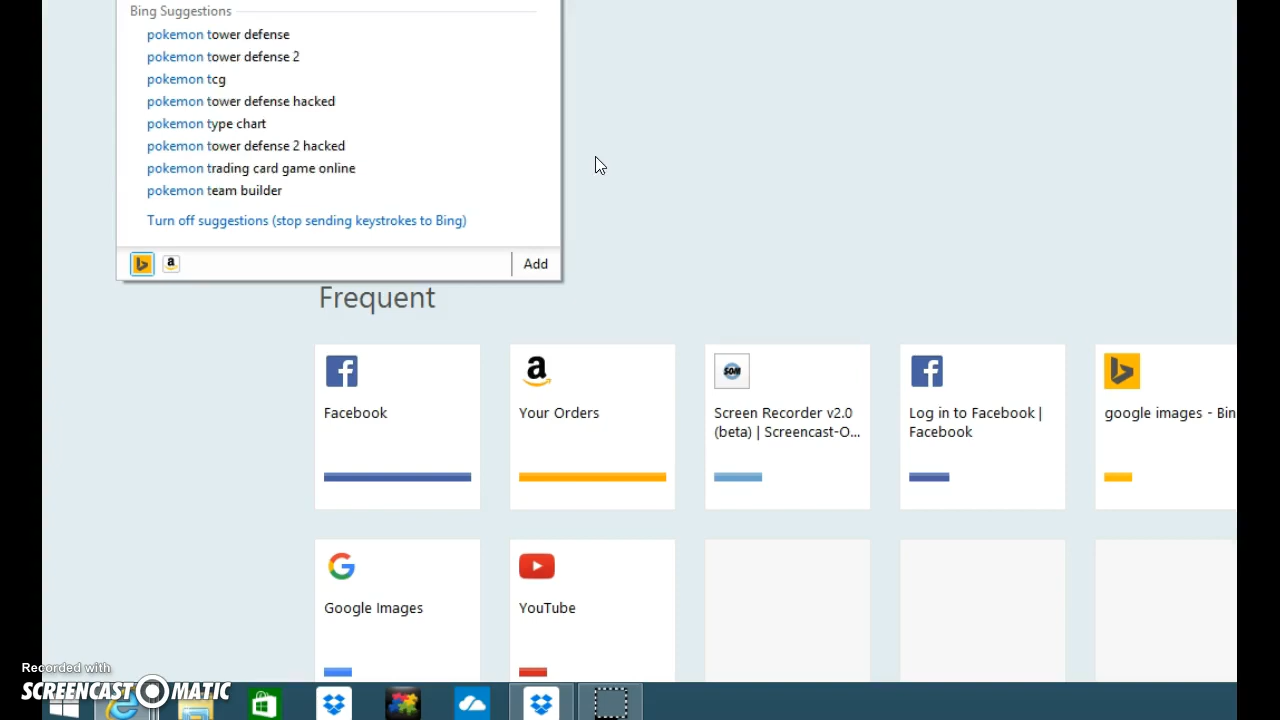 Bing Suggestions
pokemon tower defense
pokemon tower defense 2
pokemon tcg
pokemon tower defense hacked
pokemon type chart
pokemon tower defense 2 hacked
pokemon trading card game online
pokemon team builder
Turn off suggestions (stop sending keystrokes to Bing)
a
Add
Frequent
a
SOM
Facebook
Your Orders
Screen Recorder v2.0
(beta) | Screencast-O...
Log in to Facebook |
Facebook
google images - Bin
Google Images
YouTube
Recorded with
SCREENCAST-O-MATIC